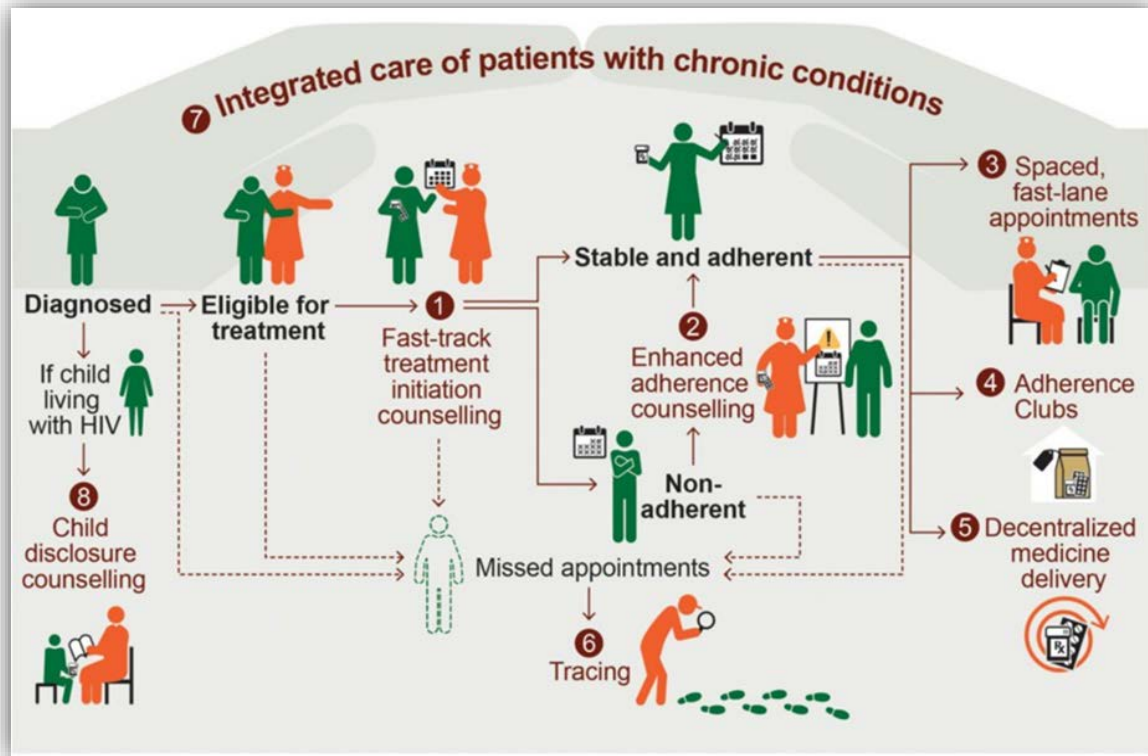 7 Integrated care of patients with chronic conditions
Diagnosed
Eligible for
treatment
1
Fast-track
treatment
initiation
counselling
Stable and adherent
2
Enhanced
adherence
counselling
Non-
adherent
3 Spaced,
fast-lane
appointments
4 Adherence
Clubs
5 Decentralized
medicine
delivery
Rx
If child
living
with HIV
8
Child
disclosure
counselling
Missed appointments
6
Tracing